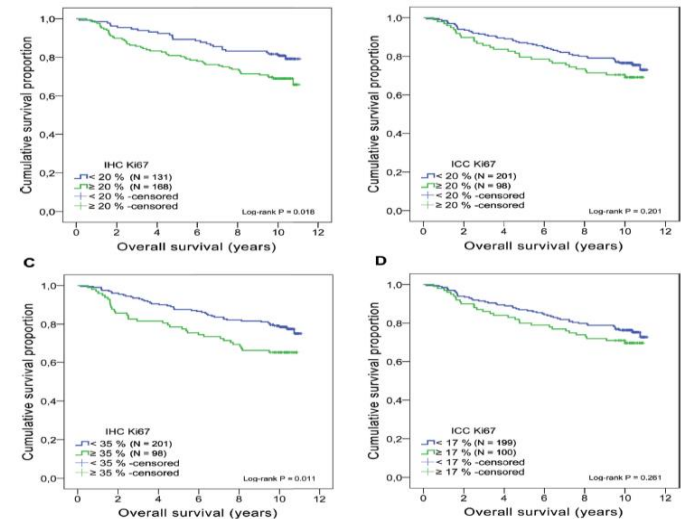 Cumulative survival proportion
1,0
0,8
0,6
0,4
0,2
0,0
IHC Ki67
< 20 % (N = 131)
≥ 20 % (N = 168)
< 20 % -censored
≥ 20 % -censored
Log-rank P = 0.018
0 2 4 6 8 10 12
Overall survival (years)
Cumulative survival proportion
1,0
0,8
0,6
0,4
0,2
0,0
ICC Ki67
< 20 % (N = 201)
≥ 20 % (N = 98)
< 20 % -censored
≥ 20 % -censored
Log-rank P = 0.201
0 2 4 6 8 10 12
Overall survival (years)
C
Cumulative survival proportion
1,0
0,8
0,6
0,4
0,2
0,0
IHC Ki67
< 35 % (N = 201)
≥ 35 % (N = 98)
< 35 % -censored
≥ 35 % -censored
Log-rank P = 0.011
0 2 4 6 8 10 12
Overall survival (years)
D
Cumulative survival proportion
1,0
0,8
0,6
0,4
0,2
0,0
ICC Ki67
< 17 % (N = 199)
≥ 17 % (N = 100)
< 17 % -censored
≥ 17 % -censored
Log-rank P = 0.261
0 2 4 6 8 10 12
Overall survival (years)